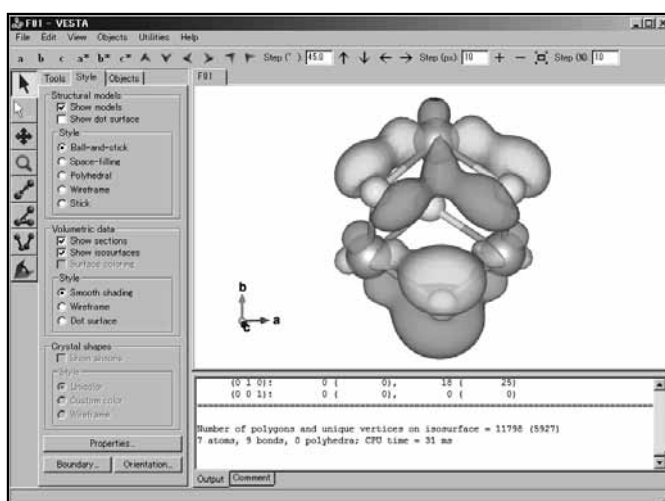 F01 - VESTA
File Edit View Objects Utilities Help
a b c a* b* c* Step (°): 45.0 Step (px): 10 Step (%): 10
Tools Style Objects
F01
Structural models
Show models
Show dot surface
Style
Ball-and-stick
Space-filling
Polyhedral
Wireframe
Stick
Volumetric data
Show sections
Show isosurfaces
Surface coloring
Style
Smooth shading
Wireframe
Dot surface
Crystal shapes
Show
Style
Unicolor
Custom color
Wireframe
Properties...
Boundary... Orientation...
b
c a
(0 1 0): 0 ( 0), 18 ( 25)
(0 0 1): 0 ( 0), 0 ( 0)
Number of polygons and unique vertices on isosurface = 11798 (5927)
7 atoms, 9 bonds, 0 polyhedra; CPU time = 31 ms
Output Comment